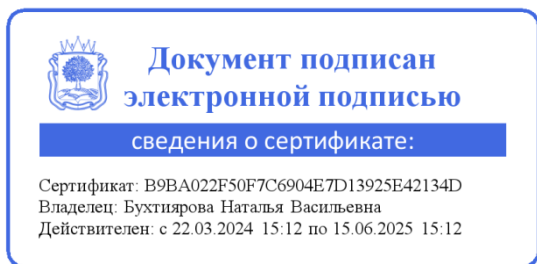 Документ подписан
электронной подписью
сведения о сертификате:
Сертификат: B9BA022F50F7C6904E7D13925E42134D
Владелец: Бухтиярова Наталья Васильевна
Действителен: с 22.03.2024 15:12 по 15.06.2025 15:12